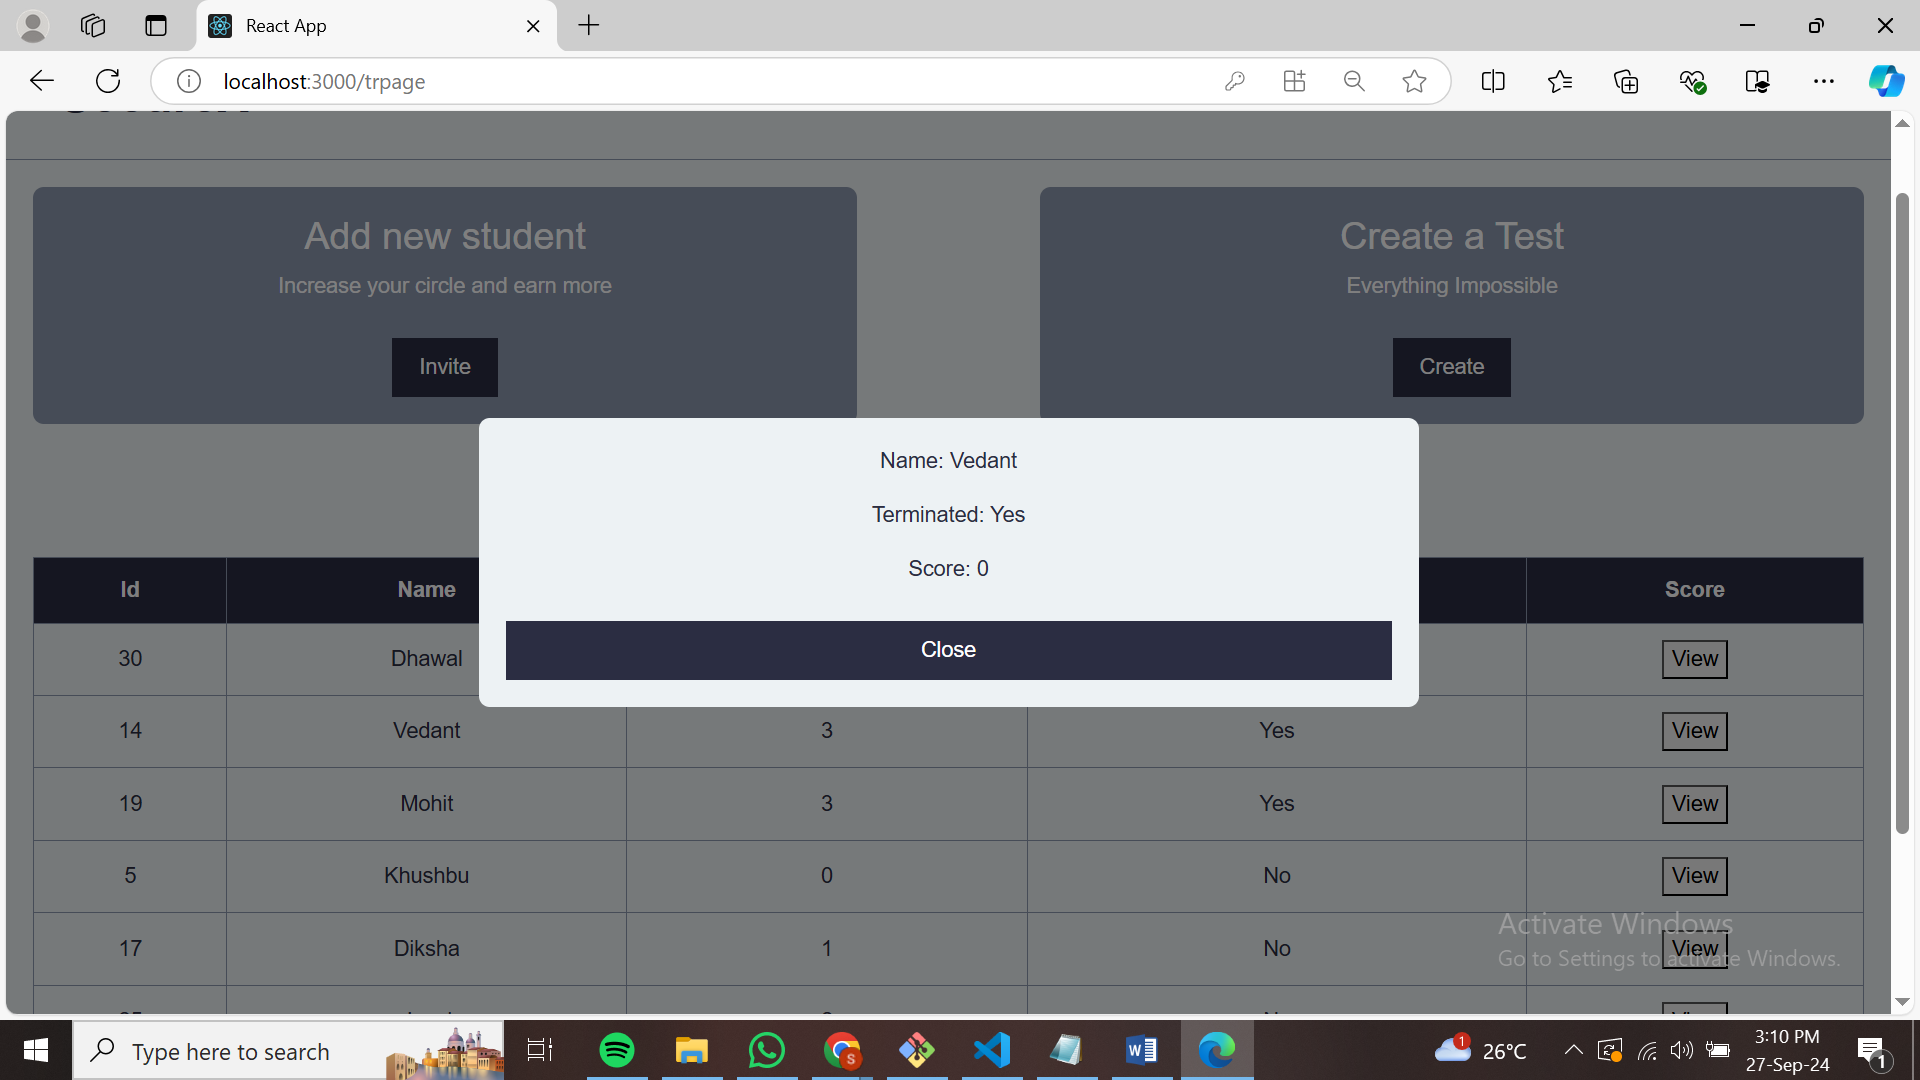 React App
localhost:3000/trpage
Add new student
Increase your circle and earn more
Invite
Create a Test
Everything Impossible
Create
Name: Vedant
Terminated: Yes
Score: 0
Close
Id Name Score
30 Dhawal View
14 Vedant 3 Yes View
19 Mohit 3 Yes View
5 Khushbu 0 No View
17 Diksha 1 No View
Activate Windows
Go to Settings to activate Windows.
Type here to search
S
1
26°C
3:10 PM
27-Sep-24
1